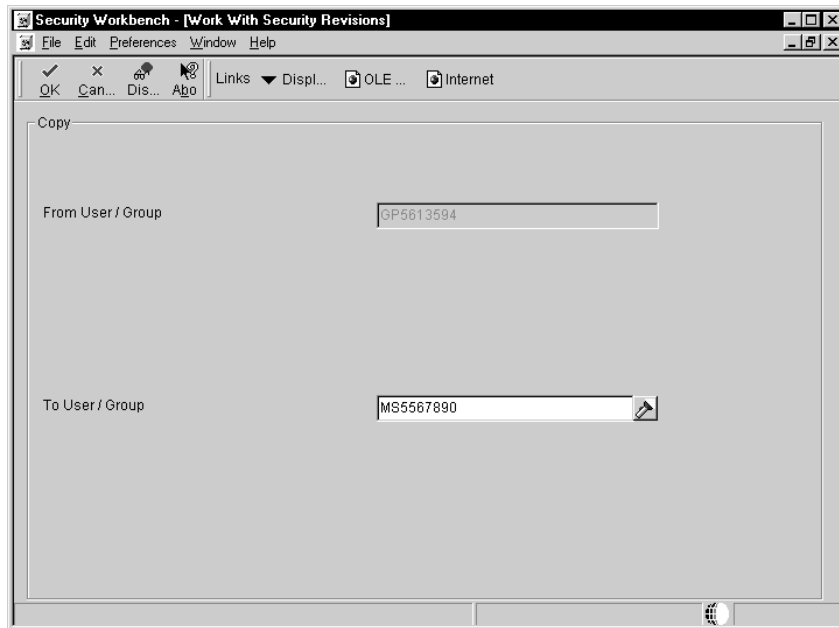 Security Workbench - [Work With Security Revisions]
File Edit Preferences Window Help
OK Can... Dis... Abo Links Displ... OLE ... Internet
Copy
From User / Group GP5613594
To User / Group MS5567890